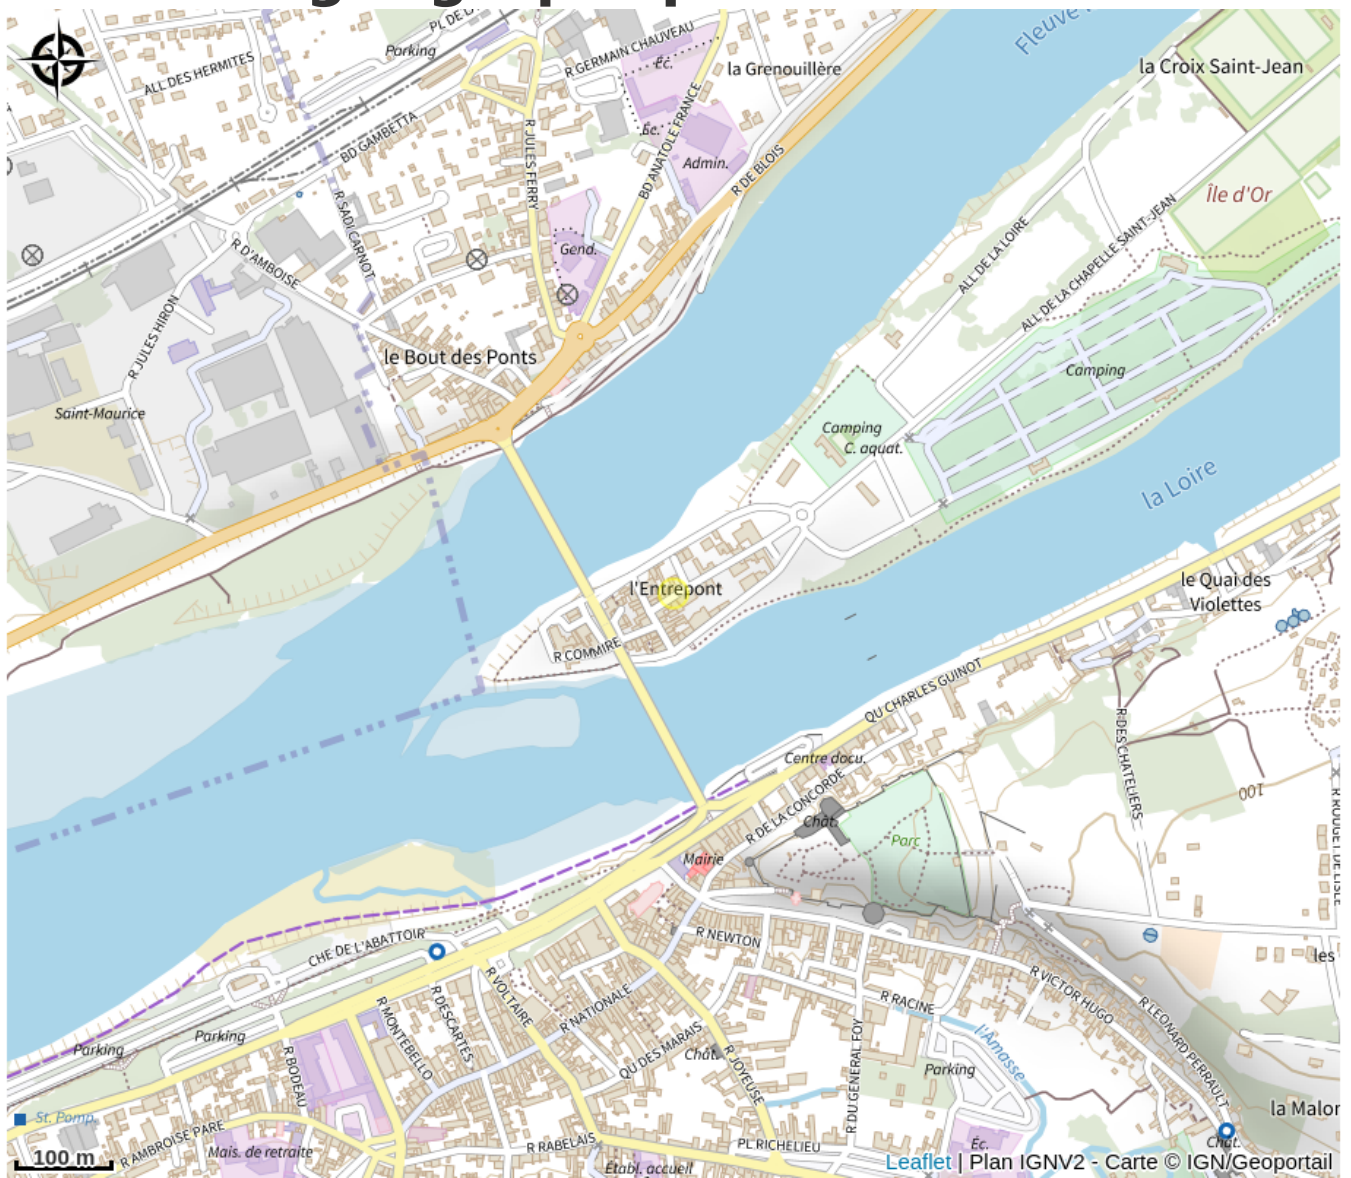 PL DE L
Parking
R GERMAIN CHAUVEAU
Fleuve
la Croix Saint-Jean
ALL DES HERMITES
Éc.
la Grenouillère
BD GAMBETTA
R JULES FERRY
Éc.
BD ANATOLE FRANCE
Admin.
R DE BLOIS
Île d'Or
R SADI CARNOT
R D'AMBOISE
Gend.
ALL DE LA LOIRE
ALL DE LA CHAPELLE SAINT-JEAN
R JULES HIRON
le Bout des Ponts
Camping
Saint-Maurice
Camping
C. aquat.
la Loire
l'Entrepont
le Quai des
Violettes
R COMMIRE
QU CHARLES GUINOT
R DES CHATELIERS
Centre docu.
100
R ROUGET DE LISLE
R DE LA CONCORDE
Chât.
Parc
Mairie
CHE DE L'ABATTOIR
R NEWTON
les
R VOLTAIRE
R DESCARTES
R MONTEBELLO
R NATIONALE
R RACINE
R VICTOR HUGO
R LEONARD PERRAULT
Parking
Parking
QU DES MARAIS
Chât.
R JOYEUSE
R DU GENERAL FOY
l'Amasse
Parking
R BODEAU
la Malor
St. Pomp.
R AMBROISE PARE
Mais. de retraite
R RABELAIS
PL RICHELIEU
Éc.
Chât.
100 m
Établ. accueil
Leaflet | Plan IGNV2 - Carte © IGN/Geoportail